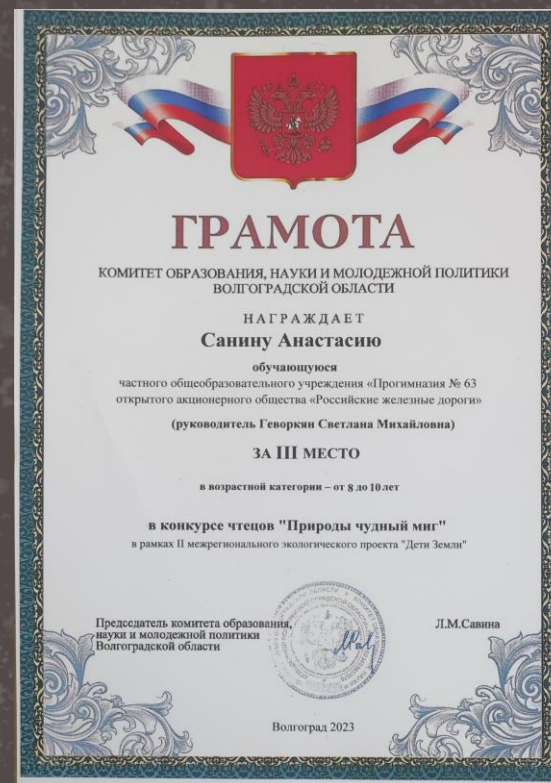 ГРАМОТА
КОМИТЕТ ОБРАЗОВАНИЯ, НАУКИ И МОЛОДЕЖНОЙ ПОЛИТИКИ
ВОЛГОГРАДСКОЙ ОБЛАСТИ
НАГРАЖДАЕТ
Санину Анастасию
обучающуюся
частного общеобразовательного учреждения «Прогимназия № 63
открытого акционерного общества «Российские железные дороги»
(руководитель Геворкян Светлана Михайловна)
ЗА III МЕСТО
в возрастной категории – от 8 до 10 лет
в конкурсе чтецов "Природы чудный миг"
в рамках II межрегионального экологического проекта "Дети Земли"
Председатель комитета образования,
науки и молодежной политики
Волгоградской области
Л.М.Савина
Волгоград 2023